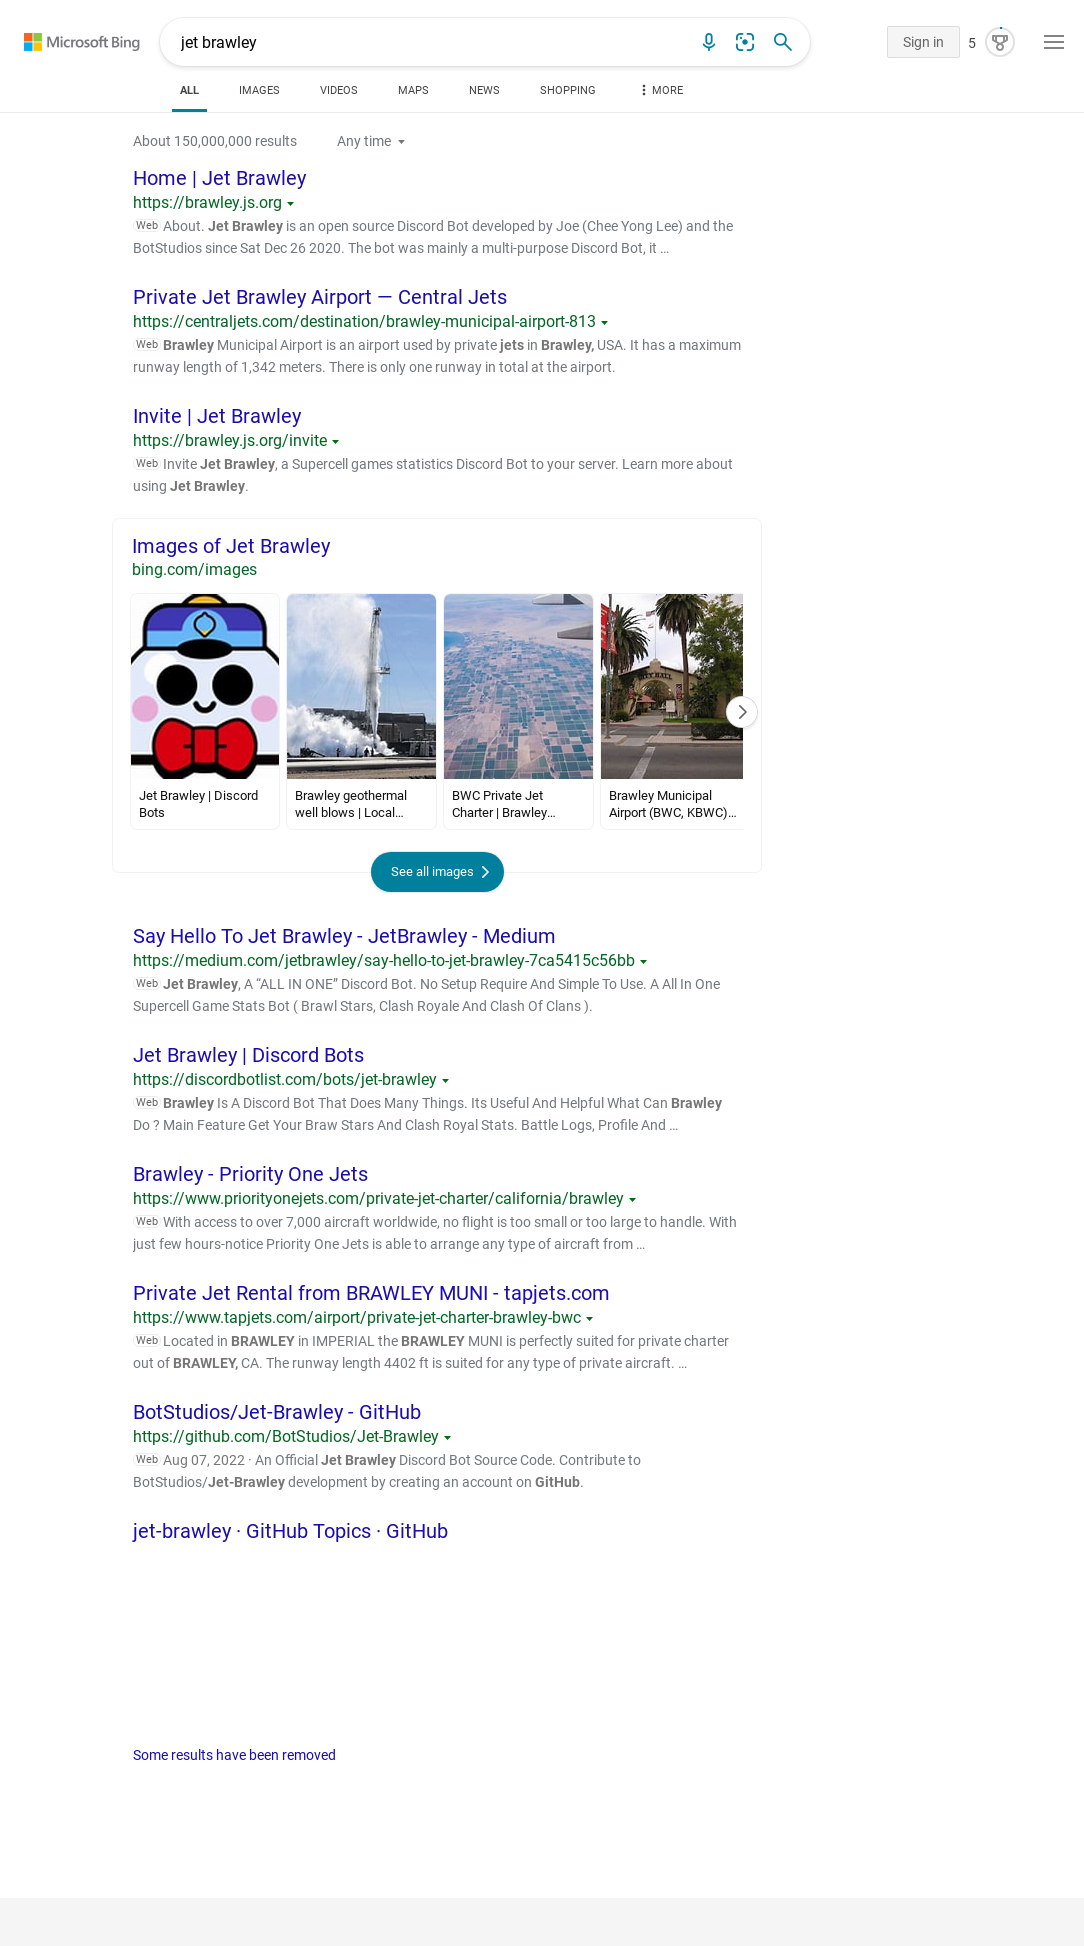 Microsoft Bing
jet brawley
Sign in
5
ALL
IMAGES
VIDEOS
MAPS
NEWS
SHOPPING
MORE
About 150,000,000 results
Any time
Home | Jet Brawley
https://brawley.js.org
Web About. Jet Brawley is an open source Discord Bot developed by Joe (Chee Yong Lee) and the
BotStudios since Sat Dec 26 2020. The bot was mainly a multi-purpose Discord Bot, it …
Private Jet Brawley Airport — Central Jets
https://centraljets.com/destination/brawley-municipal-airport-813
Web Brawley Municipal Airport is an airport used by private jets in Brawley, USA. It has a maximum
runway length of 1,342 meters. There is only one runway in total at the airport.
Invite | Jet Brawley
https://brawley.js.org/invite
Web Invite Jet Brawley, a Supercell games statistics Discord Bot to your server. Learn more about
using Jet Brawley.
Images of Jet Brawley
bing.com/images
CITY HALL
Jet Brawley | Discord
Bots
Brawley geothermal
well blows | Local…
BWC Private Jet
Charter | Brawley…
Brawley Municipal
Airport (BWC, KBWC)…
See all images
Say Hello To Jet Brawley - JetBrawley - Medium
https://medium.com/jetbrawley/say-hello-to-jet-brawley-7ca5415c56bb
Web Jet Brawley, A “ALL IN ONE” Discord Bot. No Setup Require And Simple To Use. A All In One
Supercell Game Stats Bot ( Brawl Stars, Clash Royale And Clash Of Clans ).
Jet Brawley | Discord Bots
https://discordbotlist.com/bots/jet-brawley
Web Brawley Is A Discord Bot That Does Many Things. Its Useful And Helpful What Can Brawley
Do ? Main Feature Get Your Braw Stars And Clash Royal Stats. Battle Logs, Profile And …
Brawley - Priority One Jets
https://www.priorityonejets.com/private-jet-charter/california/brawley
Web With access to over 7,000 aircraft worldwide, no flight is too small or too large to handle. With
just few hours-notice Priority One Jets is able to arrange any type of aircraft from …
Private Jet Rental from BRAWLEY MUNI - tapjets.com
https://www.tapjets.com/airport/private-jet-charter-brawley-bwc
Web Located in BRAWLEY in IMPERIAL the BRAWLEY MUNI is perfectly suited for private charter
out of BRAWLEY, CA. The runway length 4402 ft is suited for any type of private aircraft. …
BotStudios/Jet-Brawley - GitHub
https://github.com/BotStudios/Jet-Brawley
Web Aug 07, 2022 · An Official Jet Brawley Discord Bot Source Code. Contribute to
BotStudios/Jet-Brawley development by creating an account on GitHub.
jet-brawley · GitHub Topics · GitHub
Some results have been removed